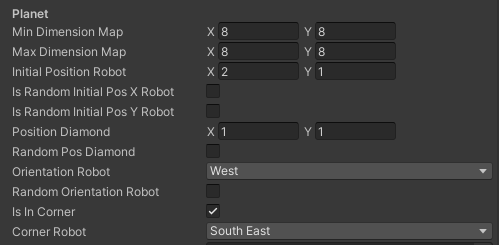 Planet
Min Dimension Map X 8 Y 8
Max Dimension Map X 8 Y 8
Initial Position Robot X 2 Y 1
Is Random Initial Pos X Robot
Is Random Initial Pos Y Robot
Position Diamond X 1 Y 1
Random Pos Diamond
Orientation Robot West
Random Orientation Robot
Is In Corner
Corner Robot South East